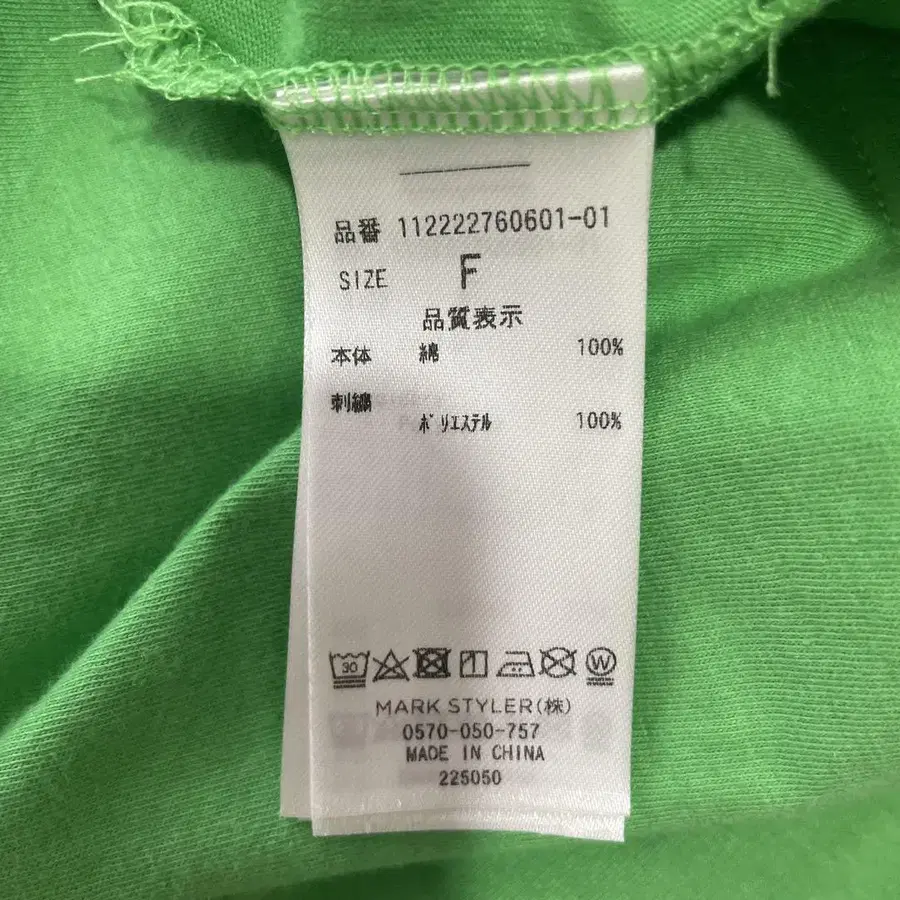 品番 112222760601-01
SIZE F
品質表示
本体 綿 100%
刺繍
ポリエステル 100%
30 W
MARK STYLER(株)
0570-050-757
MADE IN CHINA
225050